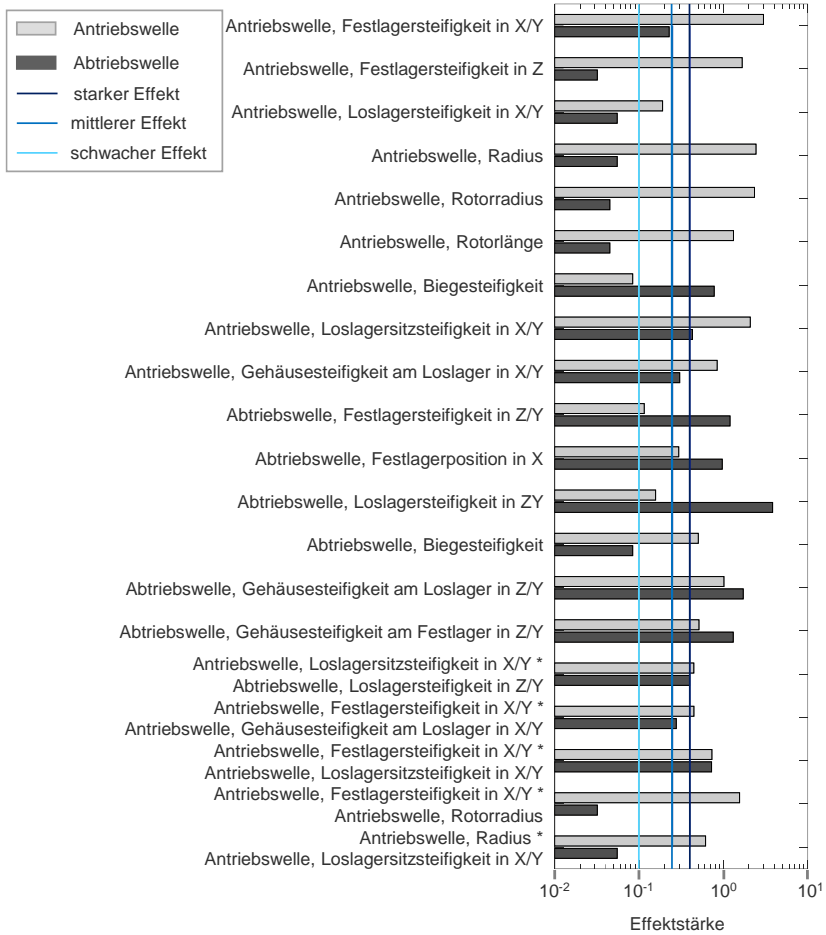 Antriebswelle
Abtriebswelle
starker Effekt
mittlerer Effekt
schwacher Effekt
Antriebswelle, Festlagersteifigkeit in X/Y
Antriebswelle, Festlagersteifigkeit in Z
Antriebswelle, Loslagersteifigkeit in X/Y
Antriebswelle, Radius
Antriebswelle, Rotorradius
Antriebswelle, Rotorlänge
Antriebswelle, Biegesteifigkeit
Antriebswelle, Loslagersitzsteifigkeit in X/Y
Antriebswelle, Gehäusesteifigkeit am Loslager in X/Y
Abtriebswelle, Festlagersteifigkeit in Z/Y
Abtriebswelle, Festlagerposition in X
Abtriebswelle, Loslagersteifigkeit in ZY
Abtriebswelle, Biegesteifigkeit
Abtriebswelle, Gehäusesteifigkeit am Loslager in Z/Y
Abtriebswelle, Gehäusesteifigkeit am Festlager in Z/Y
Antriebswelle, Loslagersitzsteifigkeit in X/Y *
Abtriebswelle, Loslagersteifigkeit in Z/Y
Antriebswelle, Festlagersteifigkeit in X/Y *
Antriebswelle, Gehäusesteifigkeit am Loslager in X/Y
Antriebswelle, Festlagersteifigkeit in X/Y *
Antriebswelle, Loslagersitzsteifigkeit in X/Y
Antriebswelle, Festlagersteifigkeit in X/Y *
Antriebswelle, Rotorradius
Antriebswelle, Radius *
Antriebswelle, Loslagersitzsteifigkeit in X/Y
10⁻² 10⁻¹ 10⁰ 10¹
Effektstärke